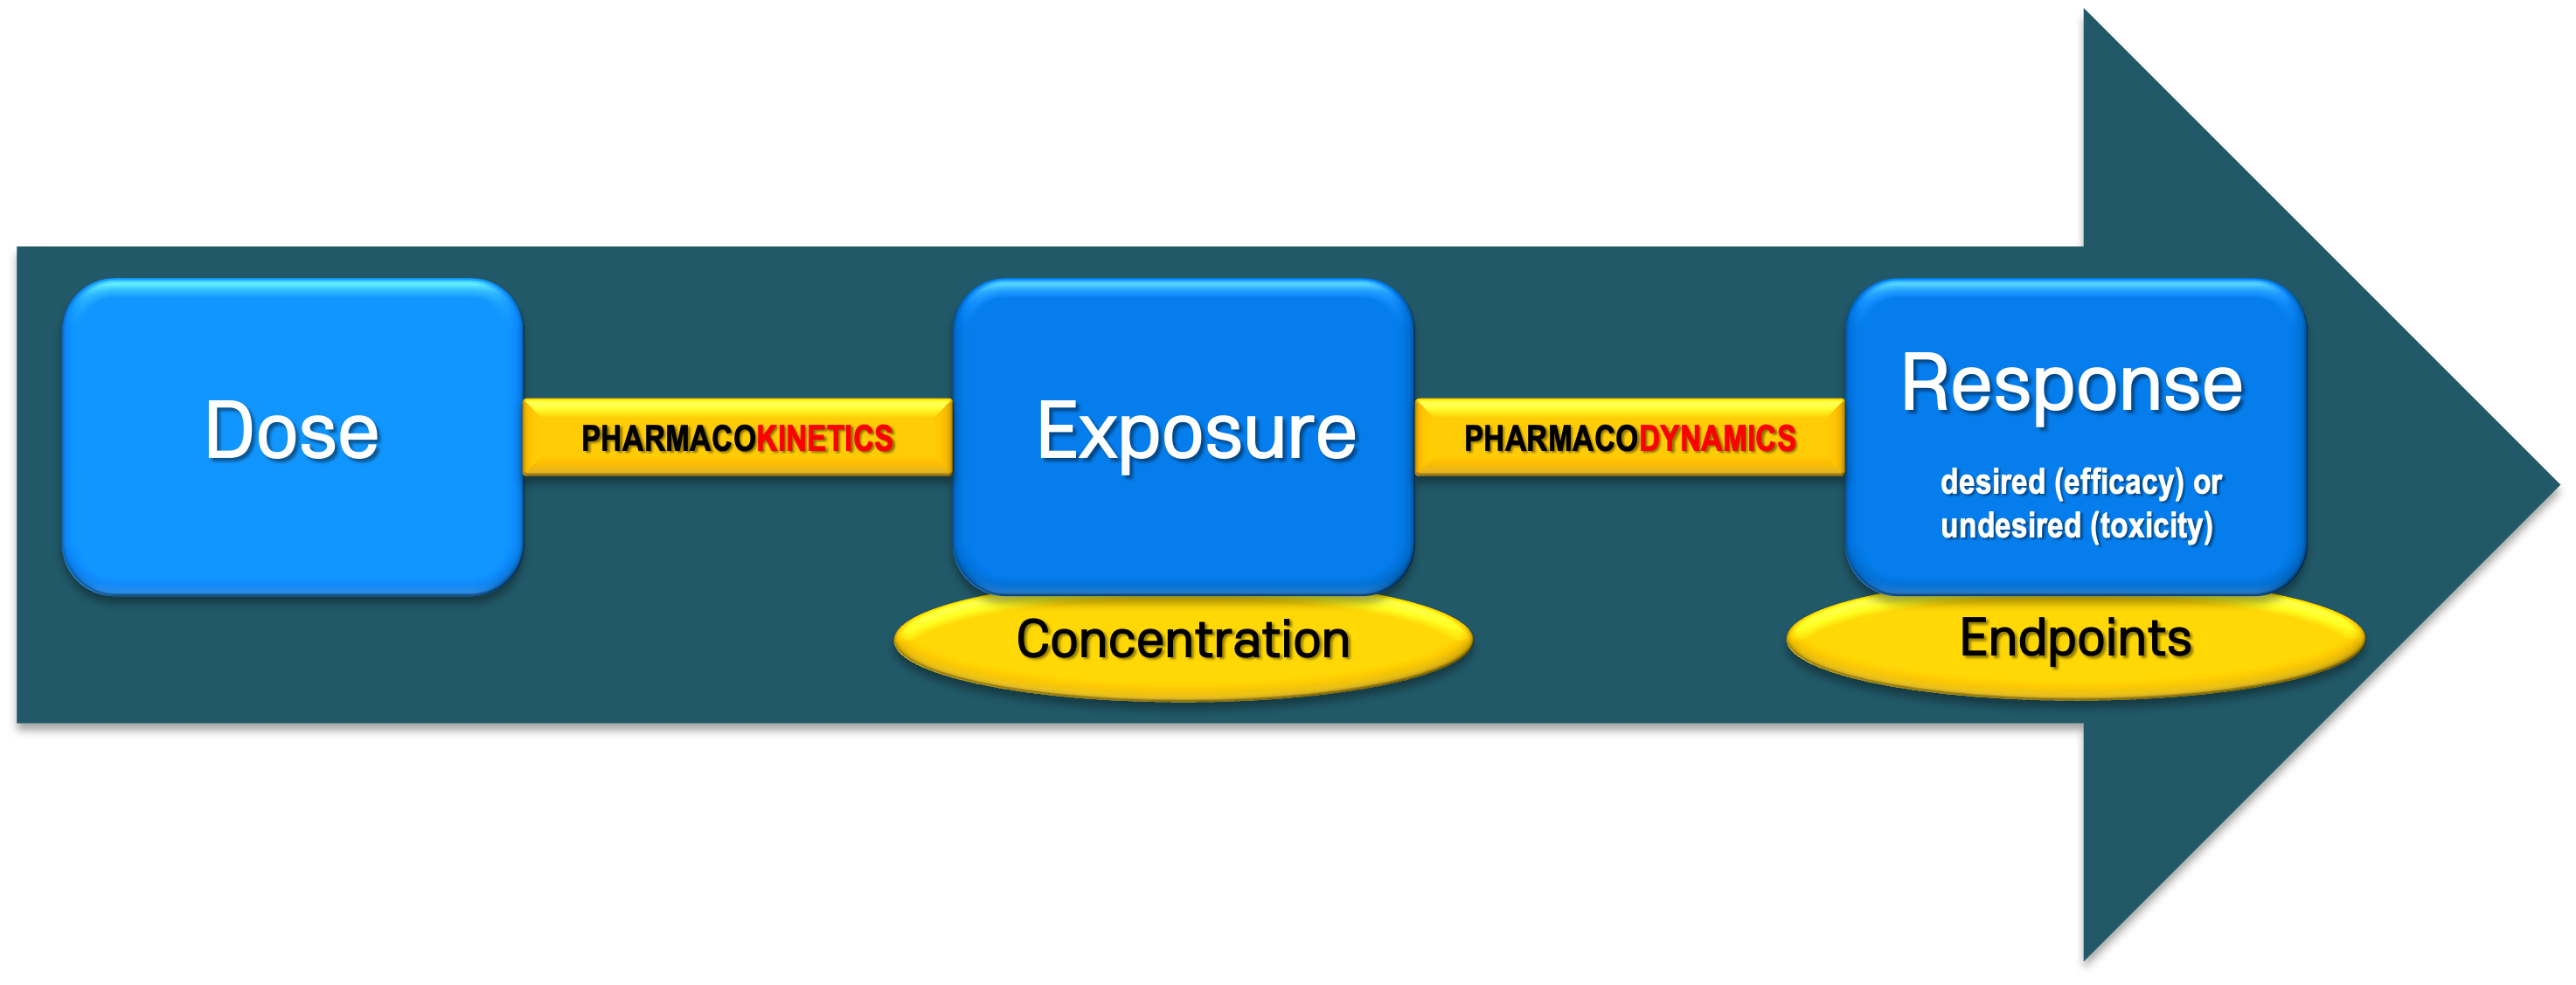 Dose
PHARMACOKINETICS
Exposure
Concentration
PHARMACODYNAMICS
Response
desired (efficacy) or
undesired (toxicity)
Endpoints